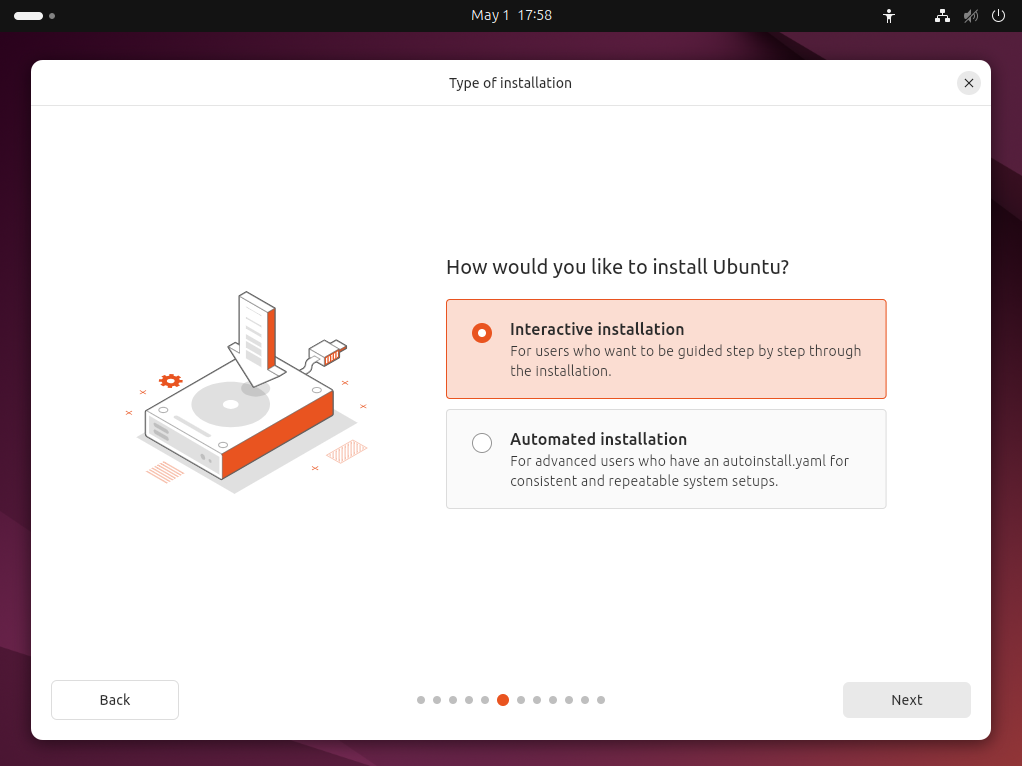 May 1 17:58
Type of installation
How would you like to install Ubuntu?
Interactive installation
For users who want to be guided step by step through
the installation.
Automated installation
For advanced users who have an autoinstall.yaml for
consistent and repeatable system setups.
Back
Next